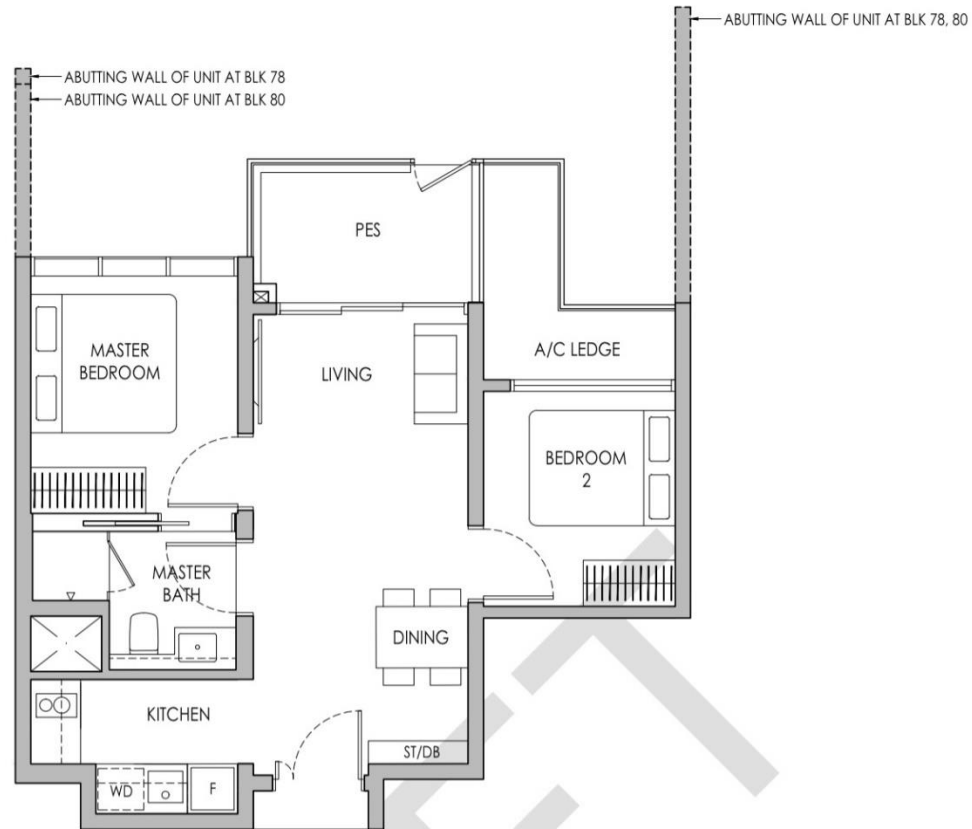 ABUTTING WALL OF UNIT AT BLK 78, 80
ABUTTING WALL OF UNIT AT BLK 78
ABUTTING WALL OF UNIT AT BLK 80
PES
MASTER
BEDROOM
LIVING
A/C LEDGE
BEDROOM
2
MASTER
BATH
DINING
KITCHEN
ST/DB
WD
F